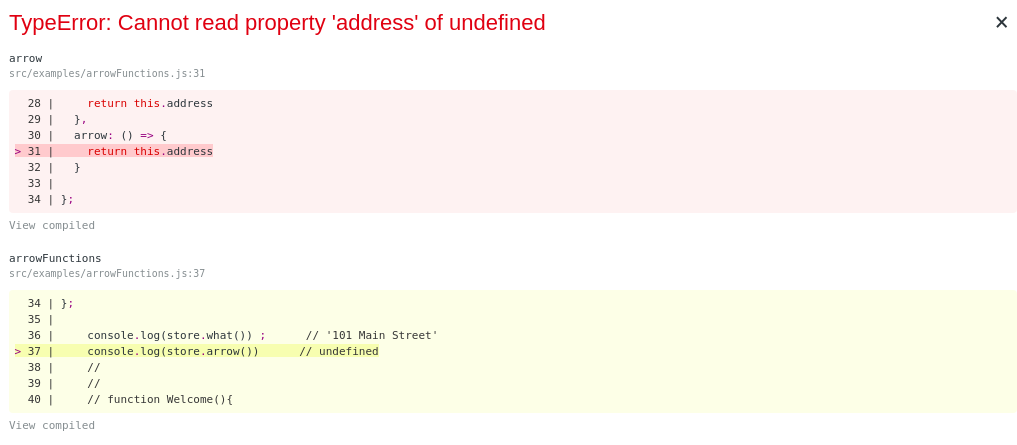 TypeError: Cannot read property 'address' of undefined
×
arrow
src/examples/arrowFunctions.js:31
  28 |     return this.address
  29 |   },
  30 |   arrow: () => {
> 31 |     return this.address
  32 |   }
  33 |
  34 | };
View compiled
arrowFunctions
src/examples/arrowFunctions.js:37
  34 | };
  35 |
  36 |     console.log(store.what()) ;      // '101 Main Street'
> 37 |     console.log(store.arrow())      // undefined
  38 |     //
  39 |     //
  40 |     // function Welcome(){
View compiled